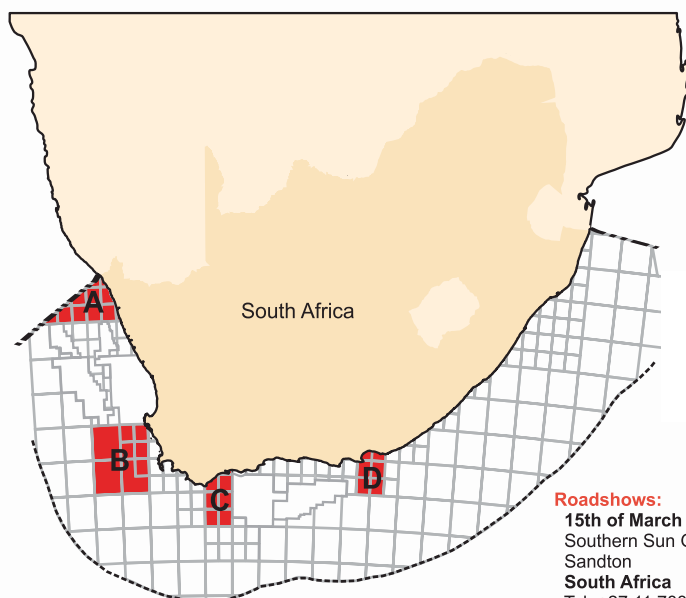 A
South Africa
B
C
D
Roadshows:
15th of March
Southern Sun
Sandton
South Africa